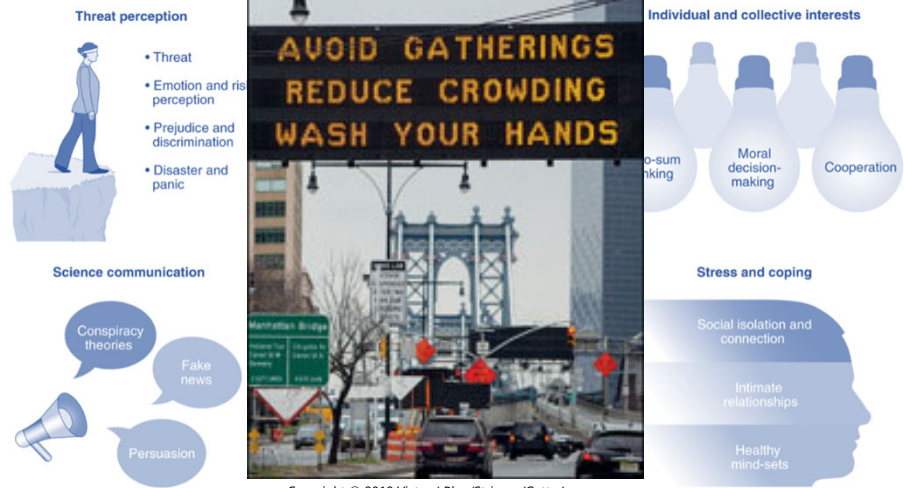 Threat perception
• Threat
• Emotion and ris
perception
• Prejudice and
discrimination
• Disaster and
panic
AVOID GATHERINGS
REDUCE CROWDING
WASH YOUR HANDS
Manhattan Bridge
Individual and collective interests
o-sum
nking
Moral
decision-
making
Cooperation
Science communication
Conspiracy
theories
Fake
news
Persuasion
Stress and coping
Social isolation and
connection
Intimate
relationships
Healthy
mind-sets